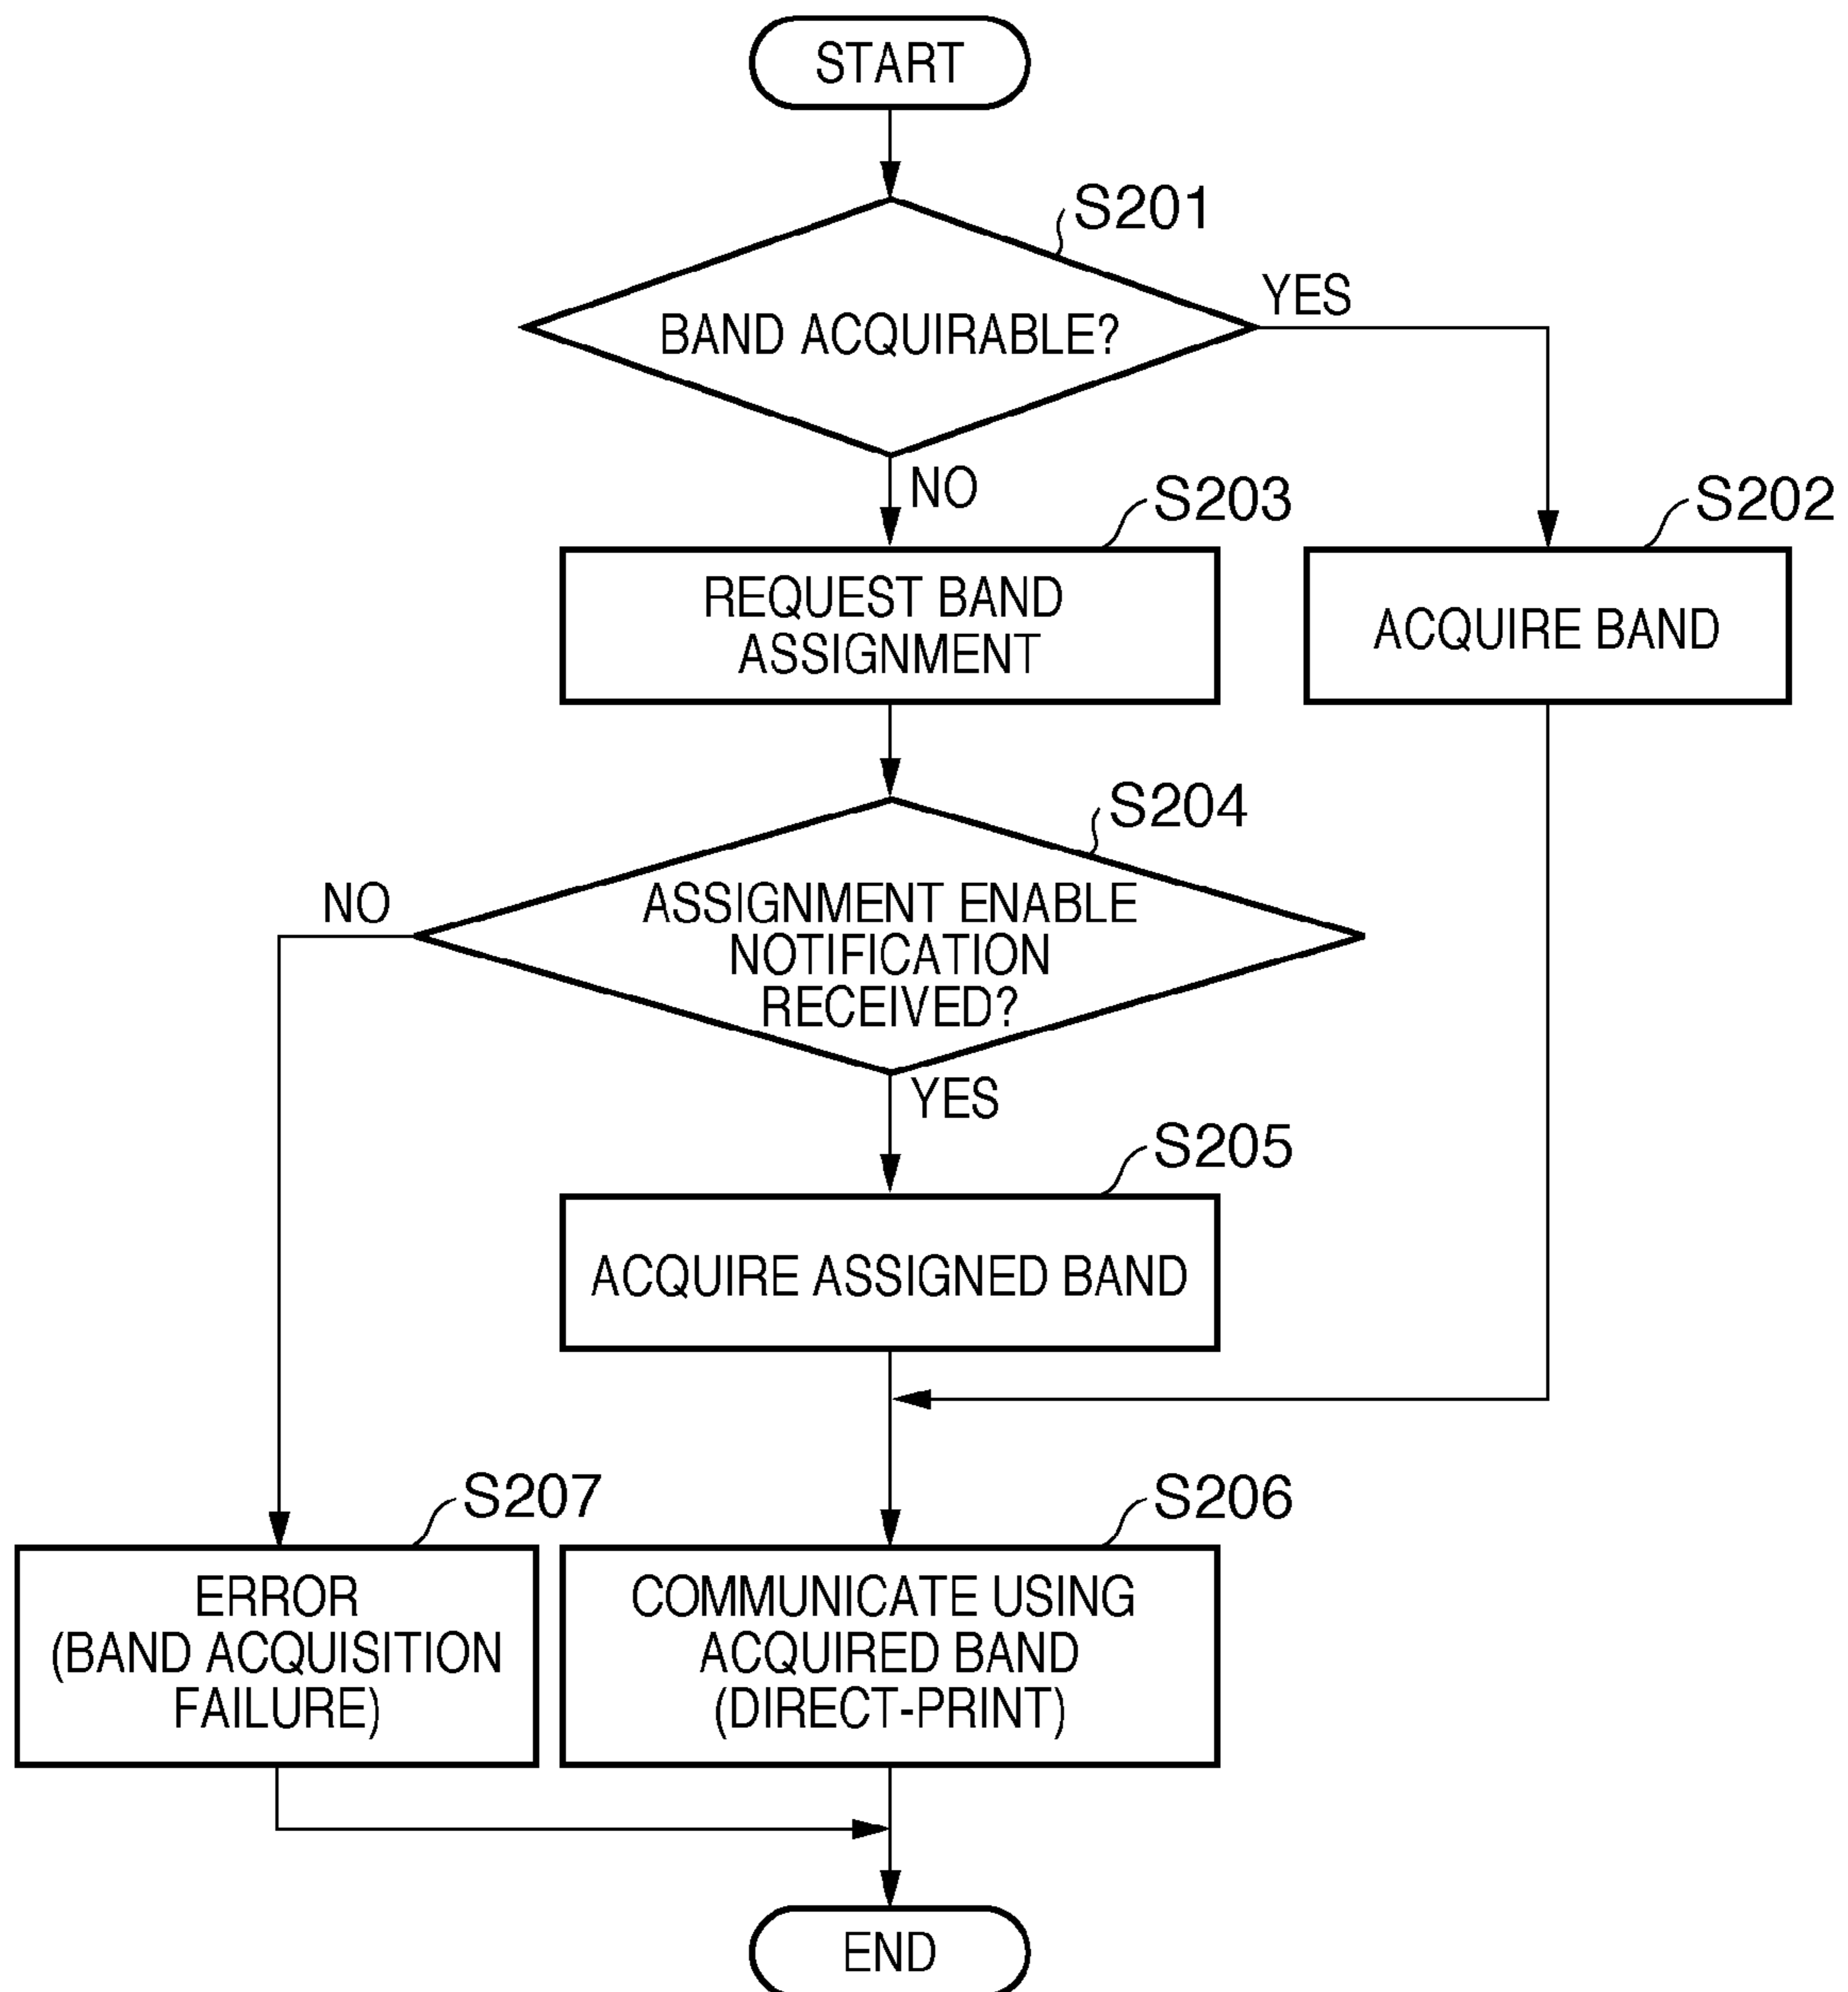 START
S201
BAND ACQUIRABLE?
YES
NO
S203
REQUEST BAND
ASSIGNMENT
S202
ACQUIRE BAND
S204
ASSIGNMENT ENABLE
NOTIFICATION
RECEIVED?
NO
YES
S205
ACQUIRE ASSIGNED BAND
S207
ERROR
(BAND ACQUISITION
FAILURE)
S206
COMMUNICATE USING
ACQUIRED BAND
(DIRECT-PRINT)
END